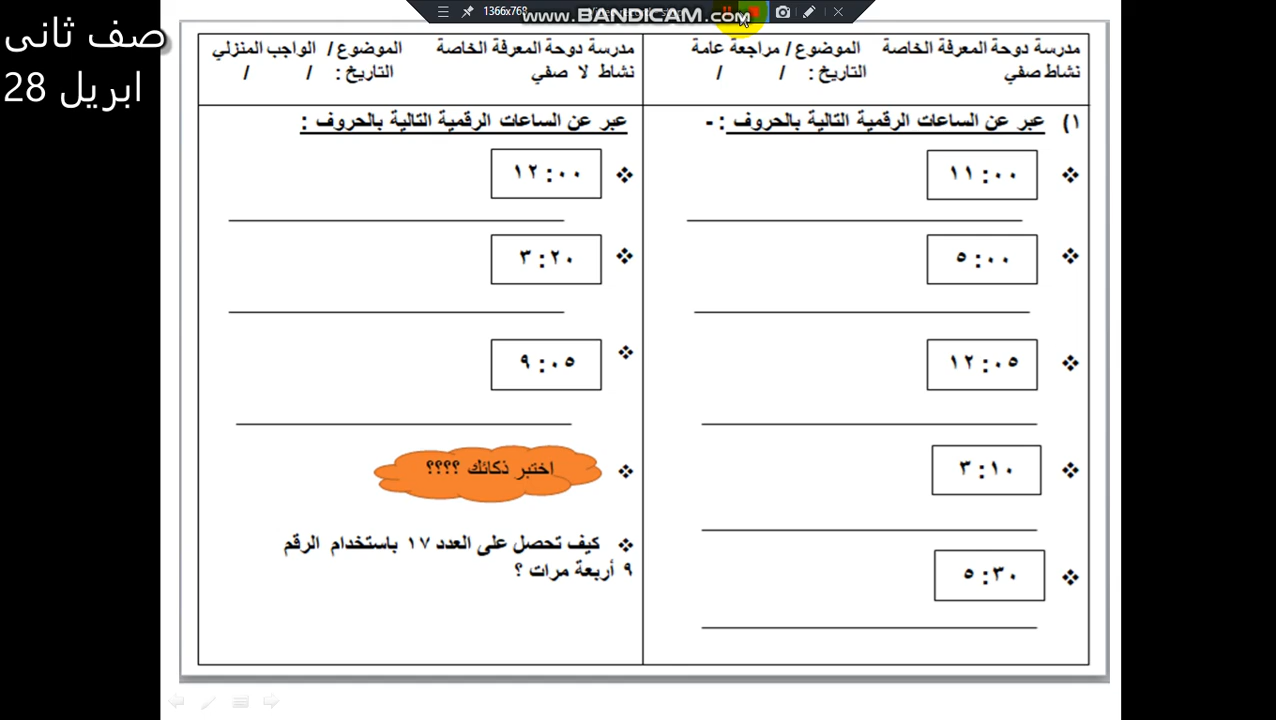 1366x768
www.BANDICAM.com
صف ثانى
ابريل 28
مدرسة دوحة المعرفة الخاصة الموضوع / مراجعة عامة
نشاط صفي التاريخ : / /
١) عبر عن الساعات الرقمية التالية بالحروف : -
١١:٠٠
٥:٠٠
١٢:٠٥
٣:١٠
٥:٣٠
مدرسة دوحة المعرفة الخاصة الموضوع / الواجب المنزلي
نشاط لا صفي التاريخ : / /
عبر عن الساعات الرقمية التالية بالحروف :
١٢:٠٠
٣:٢٠
٩:٠٥
اختبر ذكائك ؟؟؟؟
كيف تحصل على العدد ١٧ باستخدام الرقم
٩ أربعة مرات ؟